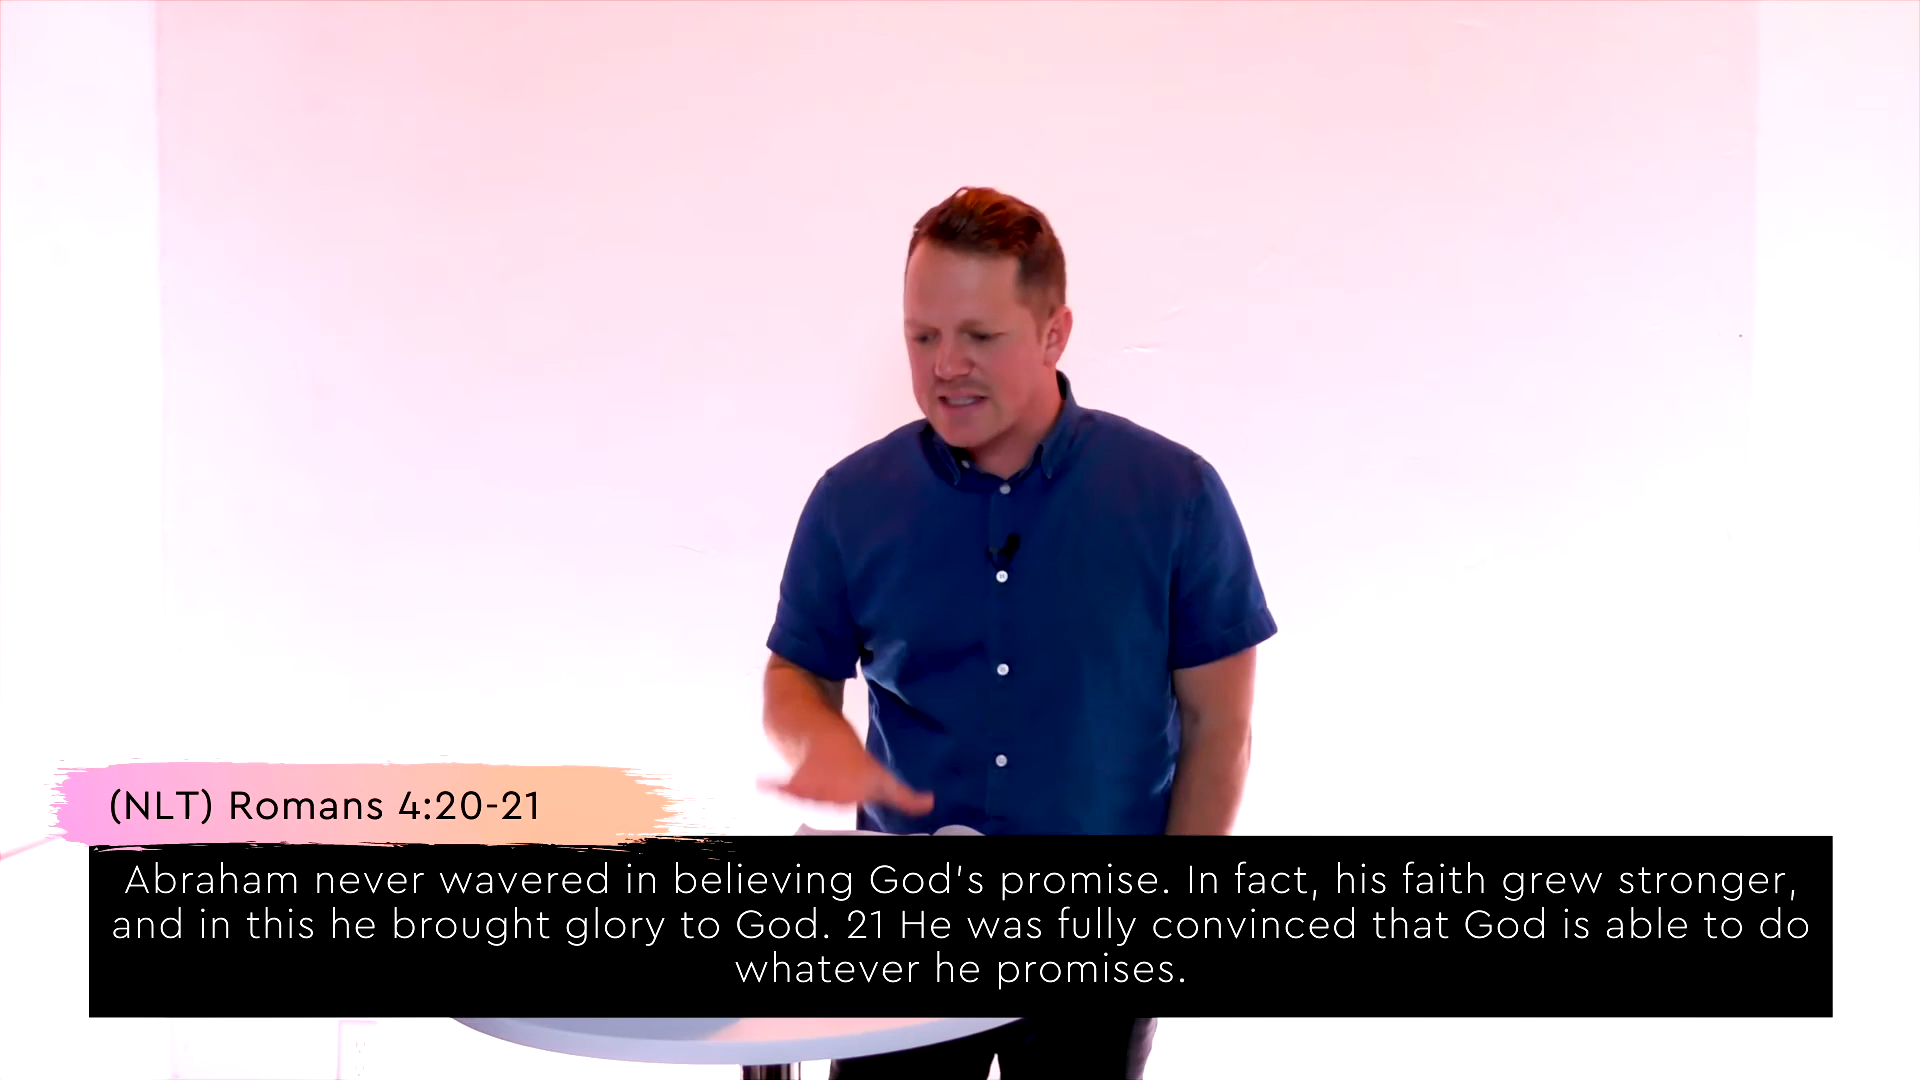 (NLT) Romans 4:20-21
Abraham never wavered in believing God's promise. In fact, his faith grew stronger,
and in this he brought glory to God. 21 He was fully convinced that God is able to do
whatever he promises.